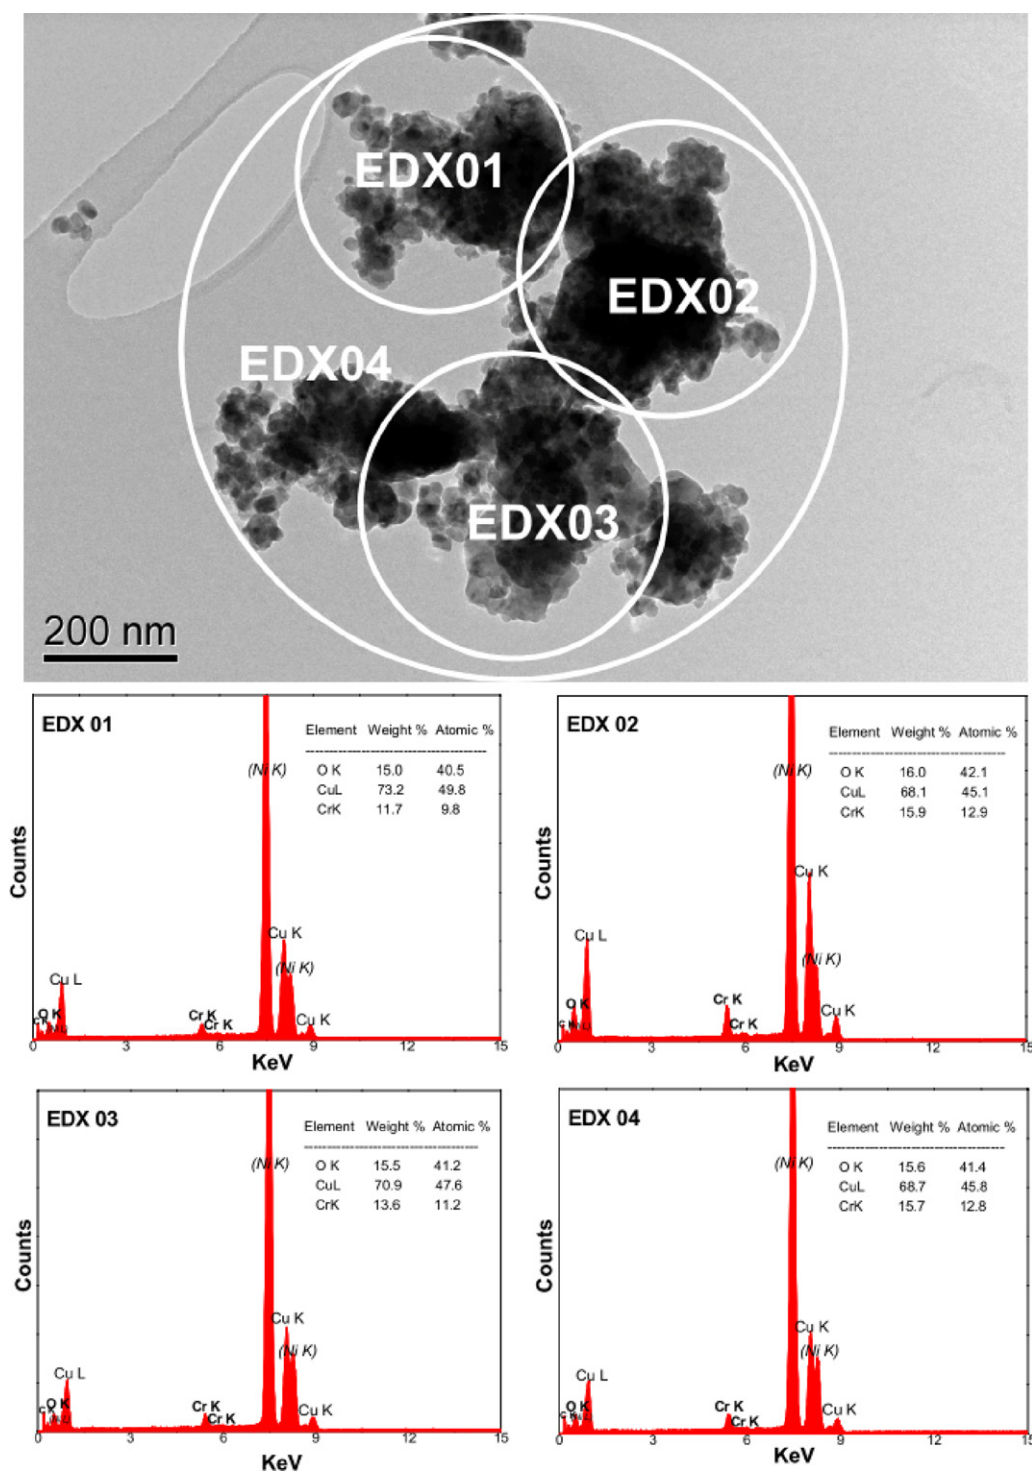 EDX01
EDX02
EDX04
EDX03
200 nm
EDX 01
Element Weight % Atomic %
O K 15.0 40.5
CuL 73.2 49.8
CrK 11.7 9.8
(Ni K)
Cu K
(Ni K)
Cu L
O K
Cr K
Cr K
Cu K
Counts
0 3 6 9 12 15
KeV
EDX 02
Element Weight % Atomic %
O K 16.0 42.1
CuL 68.1 45.1
CrK 15.9 12.9
(Ni K)
Cu K
(Ni K)
Cu L
O K
Cr K
Cr K
Cu K
Counts
0 3 6 9 12 15
KeV
EDX 03
Element Weight % Atomic %
O K 15.5 41.2
CuL 70.9 47.6
CrK 13.6 11.2
(Ni K)
Cu K
(Ni K)
Cu L
O K
Cr K
Cr K
Cu K
Counts
0 3 6 9 12 15
KeV
EDX 04
Element Weight % Atomic %
O K 15.6 41.4
CuL 68.7 45.8
CrK 15.7 12.8
(Ni K)
Cu K
(Ni K)
Cu L
O K
Cr K
Cr K
Cu K
Counts
0 3 6 9 12 15
KeV